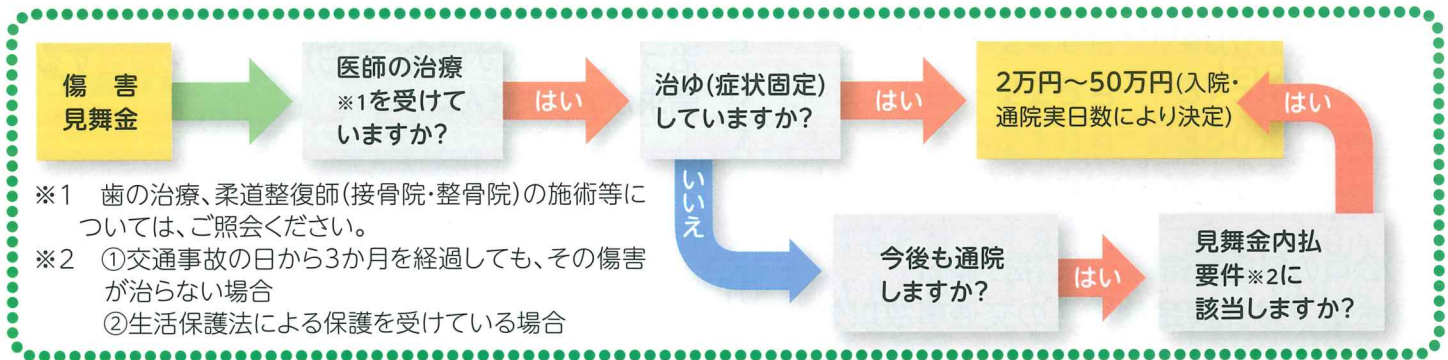 傷　害
見舞金
医師の治療
※1を受けて
いますか?
はい
治ゆ(症状固定)
していますか?
はい
2万円～50万円(入院・
通院実日数により決定)
はい
いいえ
今後も通院
しますか?
はい
見舞金内払
要件※2に
該当しますか?
※1　歯の治療、柔道整復師(接骨院・整骨院)の施術等に
ついては、ご照会ください。
※2　①交通事故の日から3か月を経過しても、その傷害
が治らない場合
②生活保護法による保護を受けている場合